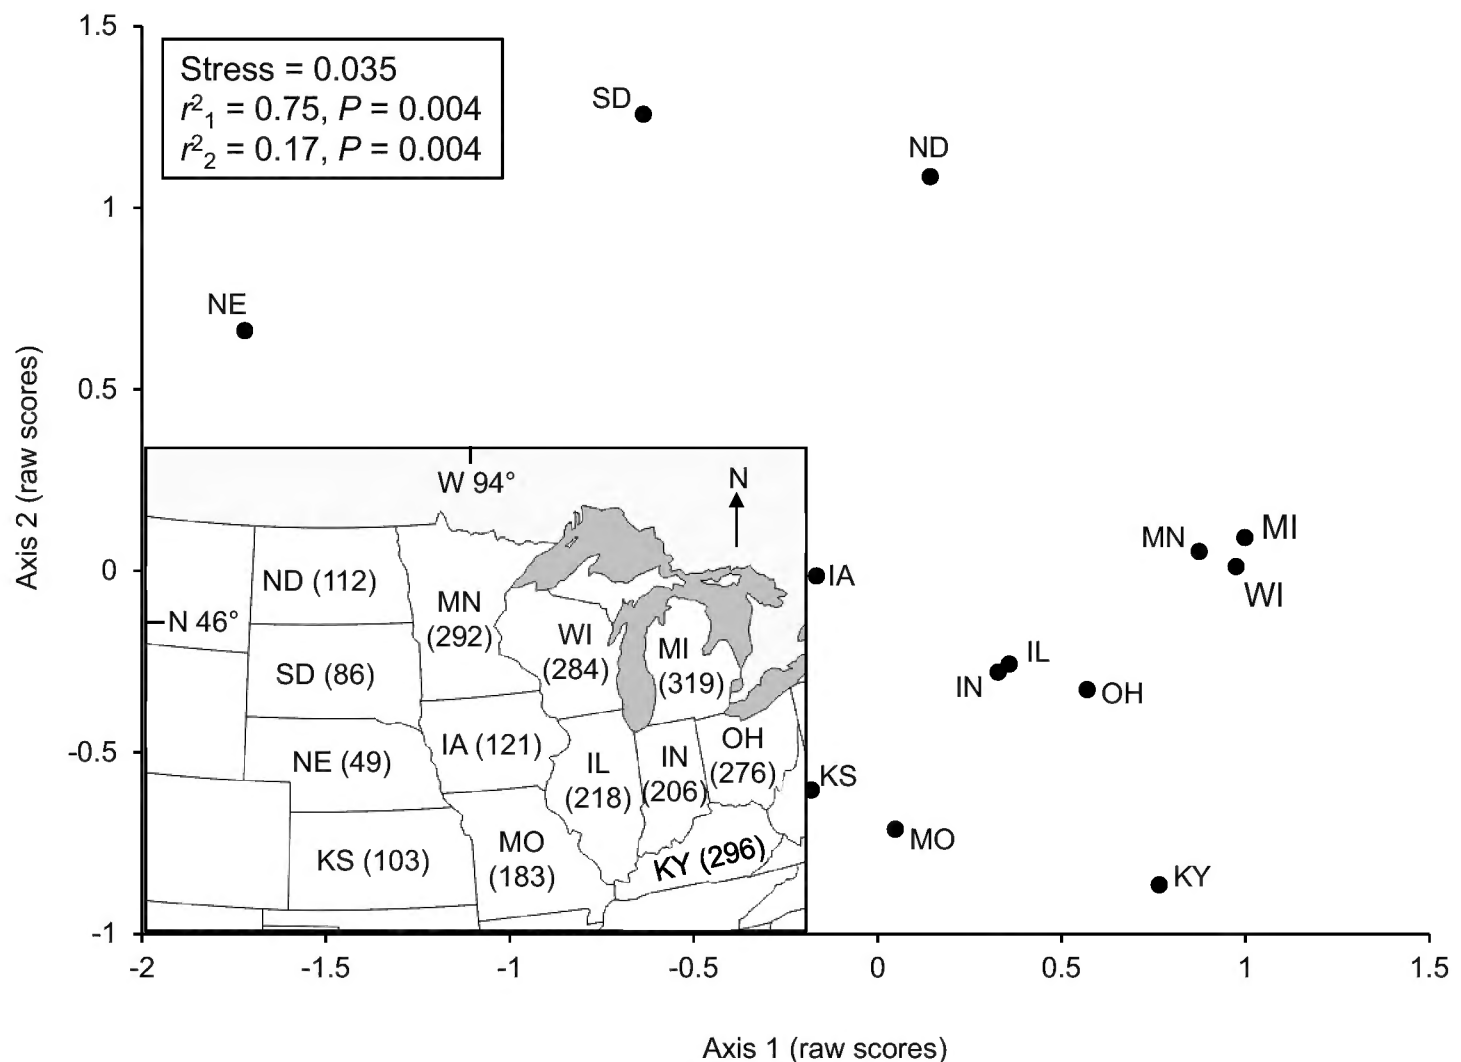 1.5
Stress = 0.035
r²₁ = 0.75, P = 0.004
r²₂ = 0.17, P = 0.004
SD
ND
1
NE
0.5
Axis 2 (raw scores)
W 94°
N
MN
MI
WI
0
IA
ND (112)
N 46°
MN
(292)
WI
(284)
MI
(319)
SD (86)
IL
IN
OH
-0.5
NE (49)
IA (121)
IL
(218)
IN
(206)
OH
(276)
KS
MO
KS (103)
MO
(183)
KY (296)
KY
-1
-2
-1.5
-1
-0.5
0
0.5
1
1.5
Axis 1 (raw scores)